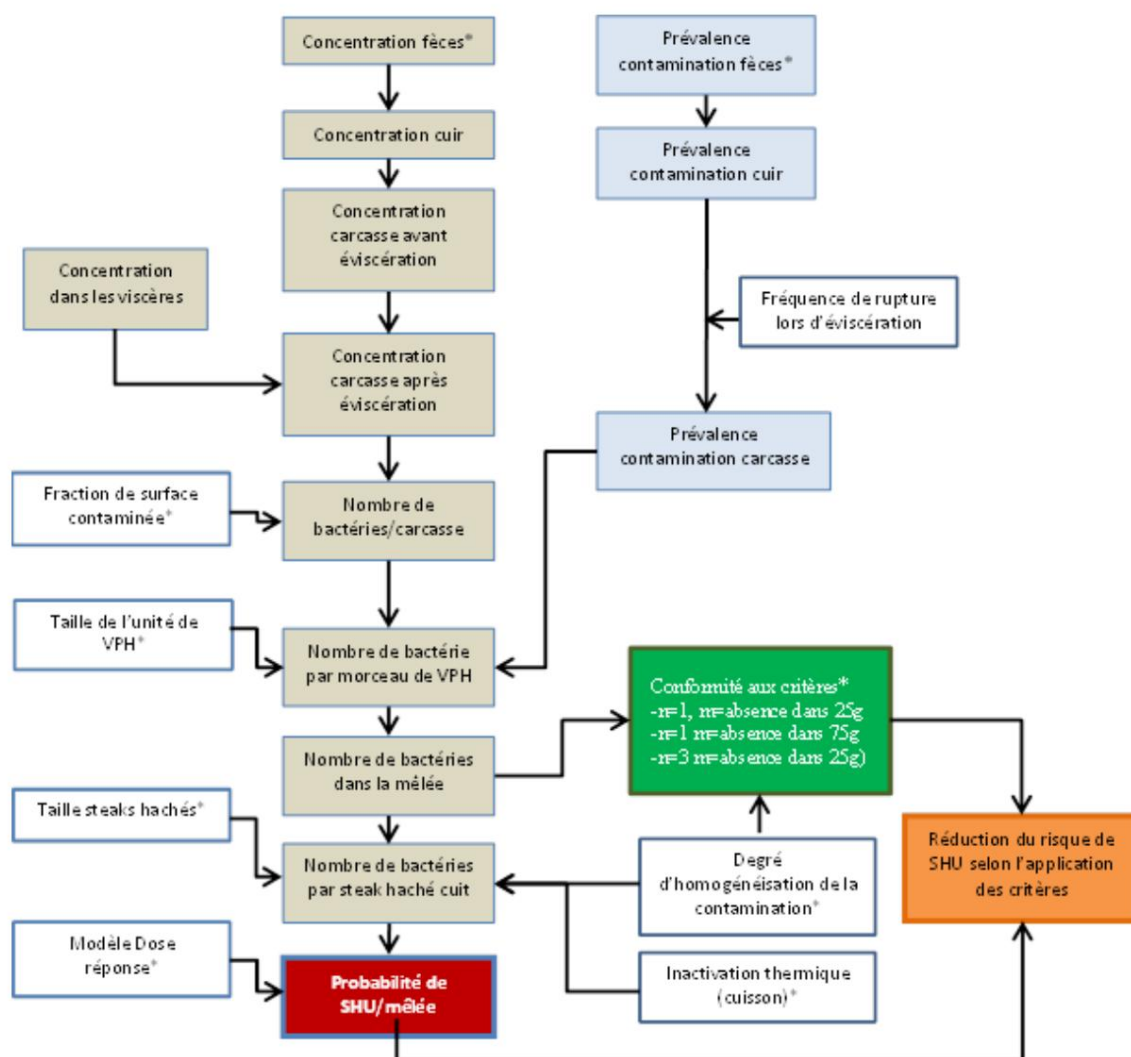 Concentration fèces*
Prévalence
contamination fèces*
Concentration cuir
Prévalence
contamination cuir
Concentration
carcasse avant
éviscération
Concentration
dans les viscères
Fréquence de rupture
lors d'éviscération
Concentration
carcasse après
éviscération
Prévalence
contamination carcasse
Fraction de surface
contaminée*
Nombre de
bactéries/carcasse
Taille de l'unité de
VPH*
Nombre de bactérie
par morceau de VPH
Conformité aux critères*
-n=1, m=absence dans 25g
-n=1 m=absence dans 75g
-n=3 m=absence dans 25g)
Nombre de bactéries
dans la mêlée
Taille steaks hachés*
Nombre de bactéries
par steak haché cuit
Degré
d'homogénéisation de la
contamination*
Réduction du risque de
SHU selon l'application
des critères
Modèle Dose
réponse*
Probabilité de
SHU/mêlée
Inactivation thermique
(cuisson)*